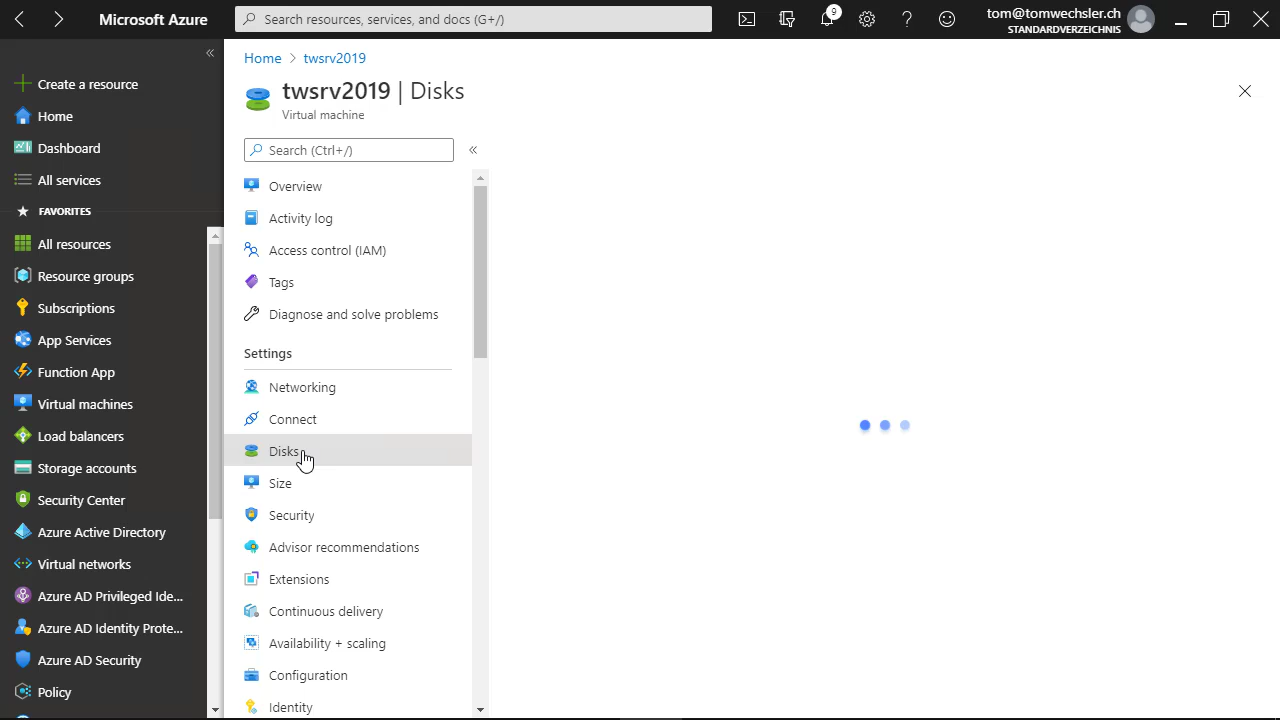 Microsoft Azure
Search resources, services, and docs (G+/)
9
tom@tomwechsler.ch
STANDARDVERZEICHNIS
Create a resource
Home
Dashboard
All services
FAVORITES
All resources
Resource groups
Subscriptions
App Services
Function App
Virtual machines
Load balancers
Storage accounts
Security Center
Azure Active Directory
Virtual networks
Azure AD Privileged Ide...
Azure AD Identity Prote...
Azure AD Security
Policy
Home > twsrv2019
twsrv2019 | Disks
Virtual machine
Search (Ctrl+/)
Overview
Activity log
Access control (IAM)
Tags
Diagnose and solve problems
Settings
Networking
Connect
Disks
Size
Security
Advisor recommendations
Extensions
Continuous delivery
Availability + scaling
Configuration
Identity